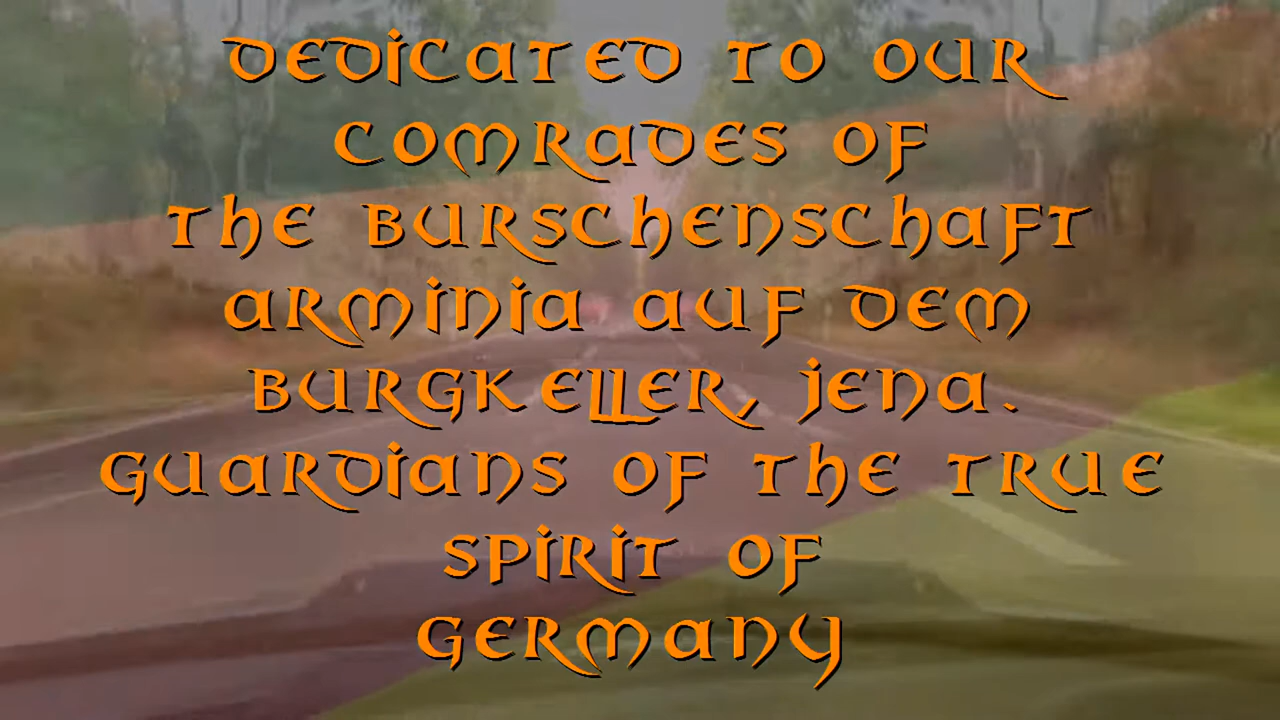 DEDICATED TO OUR
COMRADES OF
THE BURSCHENSCHAFT
ARMINIA AUF DEM
BURGKELLER, JENA.
GUARDIANS OF THE TRUE
SPIRIT OF
GERMANY